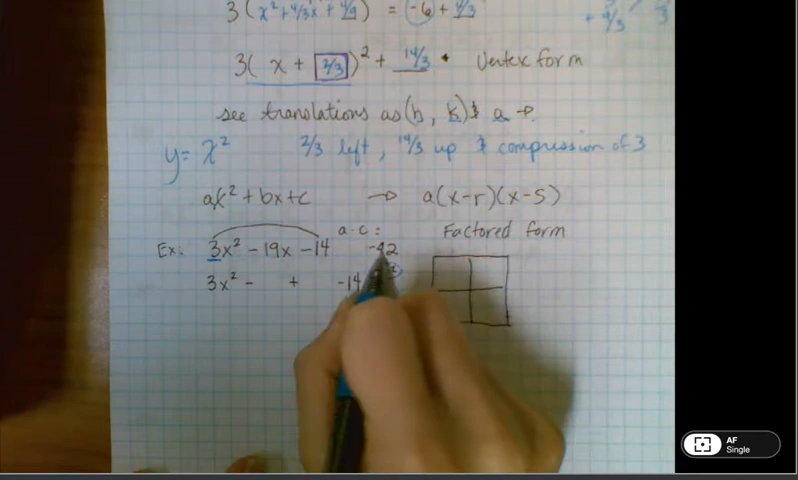 3(x² + 4/3x + 4/9) = -6 + 4/3
+ 4/3
3( x + 2/3 )² + 14/3 • Vertex form
see translations as (h, k) & a →
y = x² 2/3 left, 14/3 up & compression of 3
ax² + bx + c → a(x-r)(x-s)
a·c: Factored form
Ex: 3x² - 19x - 14 -42
3x² - + -14
AF
Single